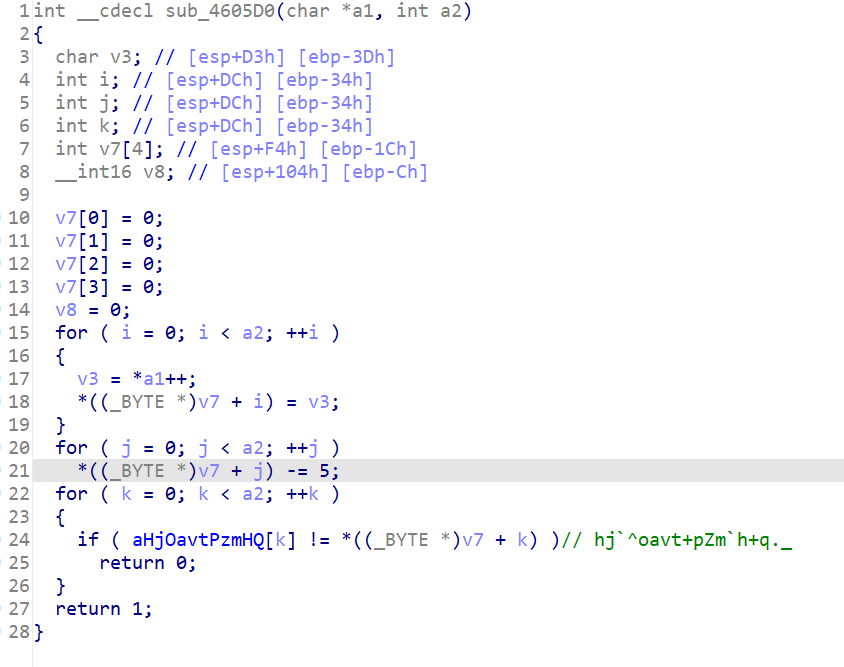 1 int __cdecl sub_4605D0(char *a1, int a2)
2 {
3   char v3; // [esp+D3h] [ebp-3Dh]
4   int i; // [esp+DCh] [ebp-34h]
5   int j; // [esp+DCh] [ebp-34h]
6   int k; // [esp+DCh] [ebp-34h]
7   int v7[4]; // [esp+F4h] [ebp-1Ch]
8   __int16 v8; // [esp+104h] [ebp-Ch]
9
10   v7[0] = 0;
11   v7[1] = 0;
12   v7[2] = 0;
13   v7[3] = 0;
14   v8 = 0;
15   for ( i = 0; i < a2; ++i )
16   {
17     v3 = *a1++;
18     *((_BYTE *)v7 + i) = v3;
19   }
20   for ( j = 0; j < a2; ++j )
21     *((_BYTE *)v7 + j) -= 5;
22   for ( k = 0; k < a2; ++k )
23   {
24     if ( aHjOavtPzmHQ[k] != *((_BYTE *)v7 + k) )// hj`^oavt+pZm`h+q._
25       return 0;
26   }
27   return 1;
28 }